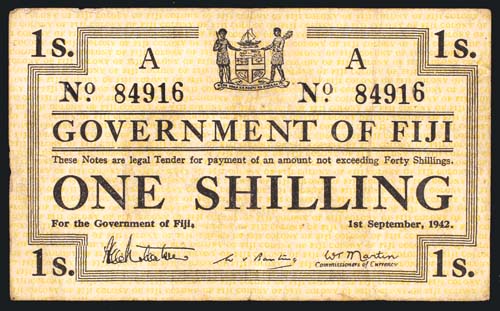 1s. A A 1s.
Nº 84916 Nº 84916
GOVERNMENT OF FIJI
These Notes are legal Tender for payment of an amount not exceeding Forty Shillings.
ONE SHILLING
For the Government of Fiji, 1st September, 1942.
Commissioners of Currency
1s. 1s.